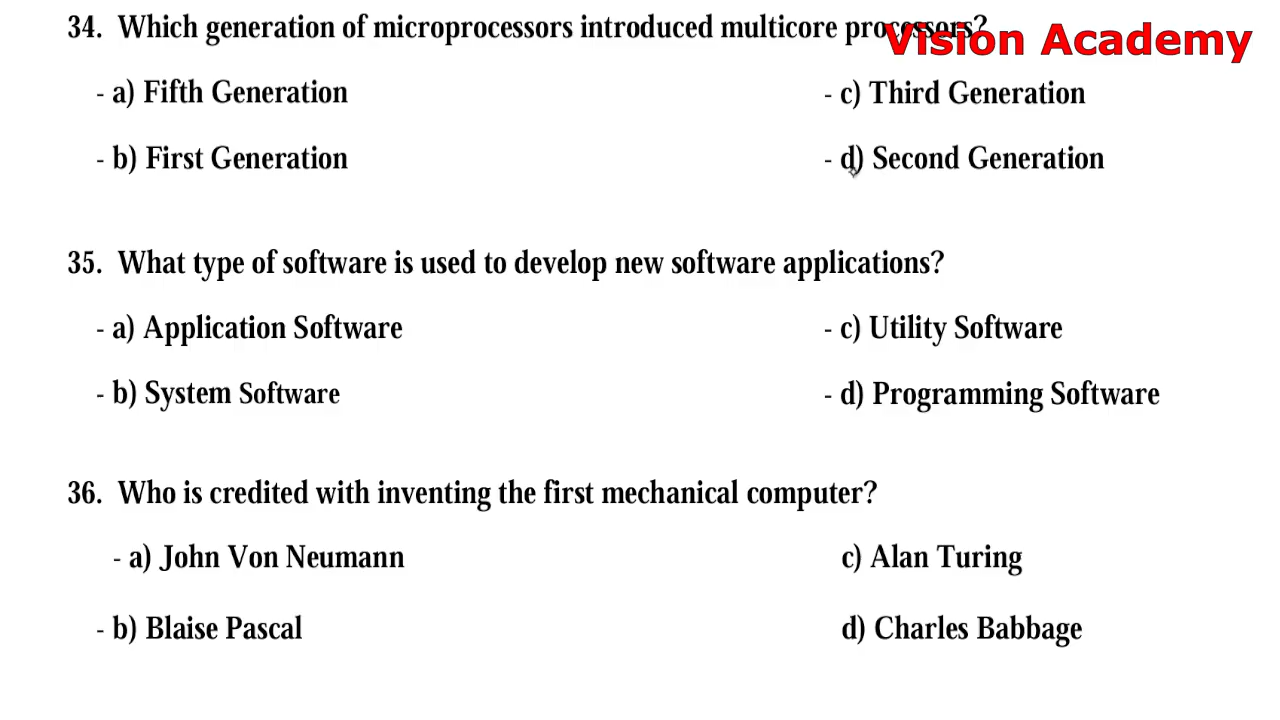 34. Which generation of microprocessors introduced multicore processors?
Vision Academy
- a) Fifth Generation
- c) Third Generation
- b) First Generation
- d) Second Generation
35. What type of software is used to develop new software applications?
- a) Application Software
- c) Utility Software
- b) System Software
- d) Programming Software
36. Who is credited with inventing the first mechanical computer?
- a) John Von Neumann
c) Alan Turing
- b) Blaise Pascal
d) Charles Babbage